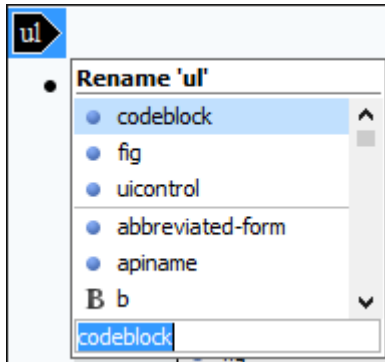 ul
Rename 'ul'
codeblock
fig
uicontrol
abbreviated-form
apiname
B b
codeblock